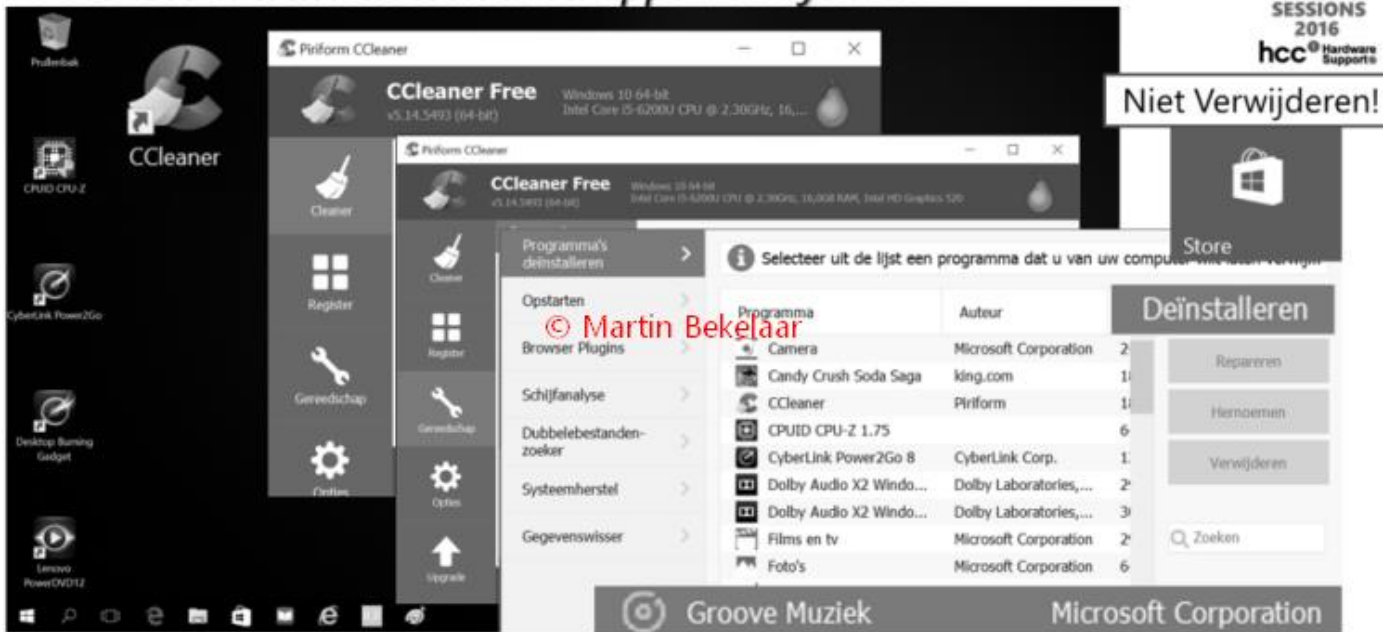 SESSIONS
2016
hcc Hardware Support
Niet Verwijderen!
Prullenbak
CPUID CPU-Z
CyberLink Power2Go
Desktop Burning
Gadget
Lenovo
PowerDVD12
CCleaner
Piriform CCleaner
CCleaner Free
v5.14.5493 (64-bit)
Windows 10 64-bit
Intel Core i5-6200U CPU @ 2.30GHz, 16,...
Cleaner
Register
Gereedschap
Opties
Piriform CCleaner
CCleaner Free
v5.14.5493 (64-bit)
Windows 10 64-bit
Intel Core i5-6200U CPU @ 2.30GHz, 16,0GB RAM, Intel HD Graphics 520
Cleaner
Register
Gereedschap
Opties
Upgrade
Programma's
deïnstalleren
Opstarten
Browser Plugins
Schijfanalyse
Dubbelebestanden-
zoeker
Systeemherstel
Gegevenswisser
© Martin Bekelaar
Store
Selecteer uit de lijst een programma dat u van uw computer wilt laten verwij...
Programma Auteur
Camera Microsoft Corporation
Candy Crush Soda Saga king.com
CCleaner Piriform
CPUID CPU-Z 1.75
CyberLink Power2Go 8 CyberLink Corp.
Dolby Audio X2 Windo... Dolby Laboratories,...
Dolby Audio X2 Windo... Dolby Laboratories,...
Films en tv Microsoft Corporation
Foto's Microsoft Corporation
Deïnstalleren
Repareren
Hernoemen
Verwijderen
Zoeken
Groove Muziek Microsoft Corporation